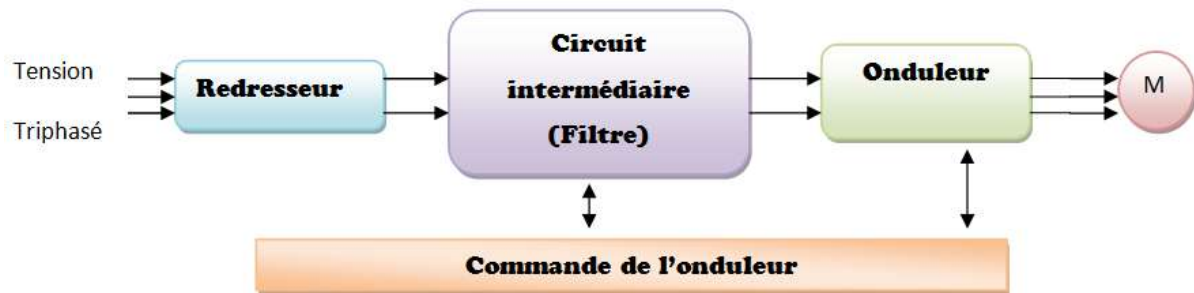 Tension
Triphasé
Redresseur
Circuit
intermédiaire
(Filtre)
Onduleur
M
Commande de l'onduleur